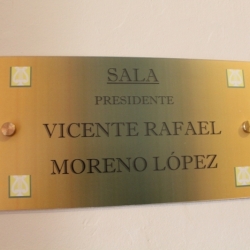 SALA
PRESIDENTE
VICENTE RAFAEL
MORENO LÓPEZ